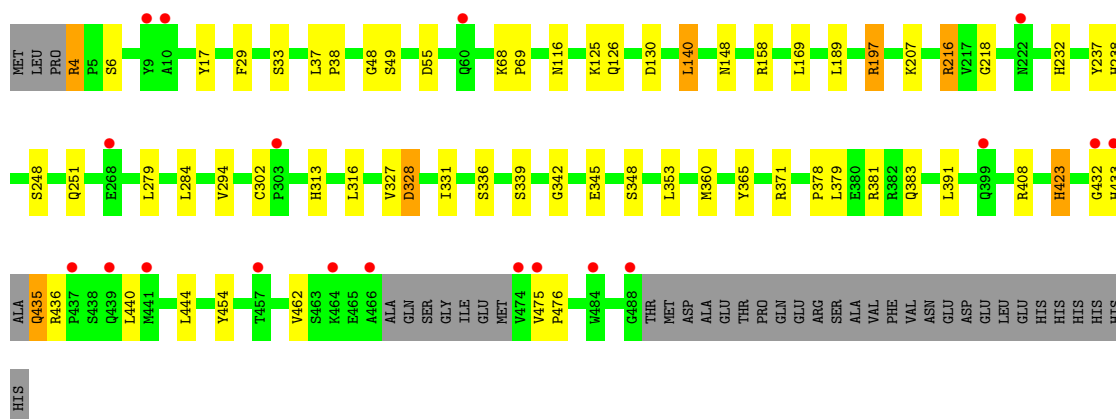 MET LEU PRO R4 P5 S6 Y9 A10 Y17 F29 S33 L37 P38 G48 S49 D55 Q60 K68 P69 N116 K125 Q126 D130 L140 N148 R158 L169 L189 R197 K207 R216 V217 G218 N222 H232 Y237 H238
S248 Q251 E268 L279 L284 V294 C302 P303 H313 L316 V327 D328 I331 S336 S339 G342 E345 S348 L353 M360 Y365 R371 P378 L379 E380 R381 R382 Q383 L391 Q399 R408 H423 G432 H433
ALA Q435 R436 P437 S438 Q439 L440 M441 L444 Y454 T457 V462 S463 K464 E465 A466 ALA GLN SER GLY ILE GLU MET V474 V475 P476 W484 G488 THR MET ASP ALA GLU THR PRO GLN GLU ARG SER ALA VAL PHE VAL ASN GLU ASP GLU LEU GLU HIS HIS HIS HIS HIS
HIS